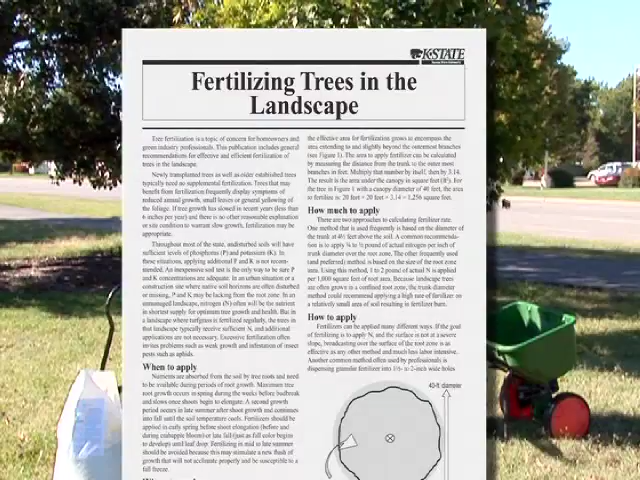 K-STATE
Fertilizing Trees in the
Landscape
Tree fertilization is a topic of concern for homeowners and
green industry professionals. This publication includes general
recommendations for effective and efficient fertilization of
trees in the landscape.
Newly transplanted trees as well as older established trees
typically need no supplemental fertilization. Trees that may
benefit from fertilization frequently display symptoms of
reduced annual growth, small leaves or general yellowing of
the foliage. If tree growth has slowed in recent years (less than
6 inches per year) and there is no other reasonable explanation
or site condition to warrant slow growth, fertilization may be
appropriate.
Throughout most of the state, undisturbed soils will have
sufficient levels of phosphorus (P) and potassium (K). In
these situations, applying additional P and K is not recom-
mended. An inexpensive soil test is the only way to be sure P
and K concentrations are adequate. In an urban situation or a
construction site where native soil horizons are often disturbed
or missing, P and K may be lacking from the root zone. In an
unmanaged landscape, nitrogen (N) often will be the nutrient
in shortest supply for optimum tree growth and health. But in
a landscape where turfgrass is fertilized regularly, the trees in
that landscape typically receive sufficient N, and additional
applications are not necessary. Excessive fertilization often
invites problems such as weak growth and infestation of insect
pests such as aphids.
When to apply
Nutrients are absorbed from the soil by tree roots and need
to be available during periods of root growth. Maximum tree
root growth occurs in spring during the weeks before budbreak
and slows once shoots begin to elongate. A second growth
period occurs in late summer after shoot growth and continues
into fall until the soil temperature cools. Fertilizer should be
applied in early spring before shoot elongation (before and
during crabapple bloom) or late fall (just as fall color begins
to develop) until leaf drop. Fertilizing in mid to late summer
should be avoided because this may stimulate a new flush of
growth that will not acclimate properly and be susceptible to a
fall freeze.
the effective area for fertilization grows to encompass the
area extending to and slightly beyond the outermost branches
(see Figure 1). The area to apply fertilizer can be calculated
by measuring the distance from the trunk to the outer most
branches in feet. Multiply that number by itself, then by 3.14.
The result is the area under the canopy in square feet (ft²). For
the tree in Figure 1 with a canopy diameter of 40 feet, the area
to fertilize is: 20 feet × 20 feet × 3.14 = 1,256 square feet.
How much to apply
There are two approaches to calculating fertilizer rate.
One method that is used frequently is based on the diameter of
the trunk at 4½ feet above the soil. A common recommenda-
tion is to apply ¼ to ½ pound of actual nitrogen per inch of
trunk diameter over the root zone. The other frequently used
(and preferred) method is based on the size of the root zone
area. Using this method, 1 to 2 pounds of actual N is applied
per 1,000 square feet of root area. Because landscape trees
are often grown in a confined root zone, the trunk diameter
method could recommend applying a high rate of fertilizer on
a relatively small area of soil resulting in fertilizer burn.
How to apply
Fertilizers can be applied many different ways. If the goal
of fertilizing is to apply N, and the surface is not at a severe
slope, broadcasting over the surface of the root zone is as
effective as any other method and much less labor intensive.
Another common method often used by professionals is
dispensing granular fertilizer into 1½- to 2-inch wide holes
40-ft diameter